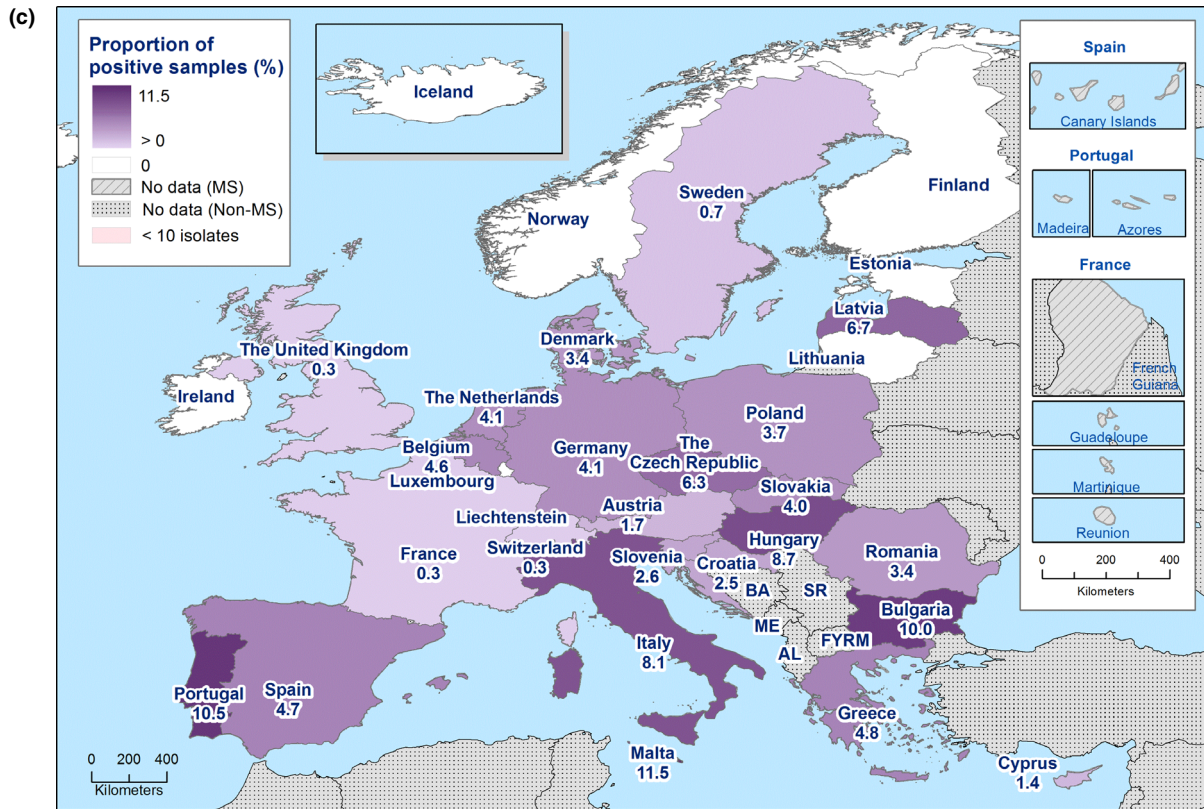 (c)
Proportion of
positive samples (%)
11.5
> 0
0
No data (MS)
No data (Non-MS)
< 10 isolates
Iceland
Norway
Sweden
0.7
Finland
Estonia
Latvia
6.7
Lithuania
Denmark
3.4
The United Kingdom
0.3
Ireland
The Netherlands
4.1
Belgium
4.6
Luxembourg
Germany
4.1
Poland
3.7
The
Czech Republic
6.3
Slovakia
4.0
Austria
1.7
Liechtenstein
Switzerland
0.3
France
0.3
Slovenia
2.6
Croatia
2.5
Hungary
8.7
Romania
3.4
BA
SR
Bulgaria
10.0
ME
FYRM
AL
Italy
8.1
Portugal
10.5
Spain
4.7
Greece
4.8
Malta
11.5
Cyprus
1.4
0 200 400
Kilometers
Spain
Canary Islands
Portugal
Madeira
Azores
France
French
Guiana
Guadeloupe
Martinique
Reunion
0 200 400
Kilometers